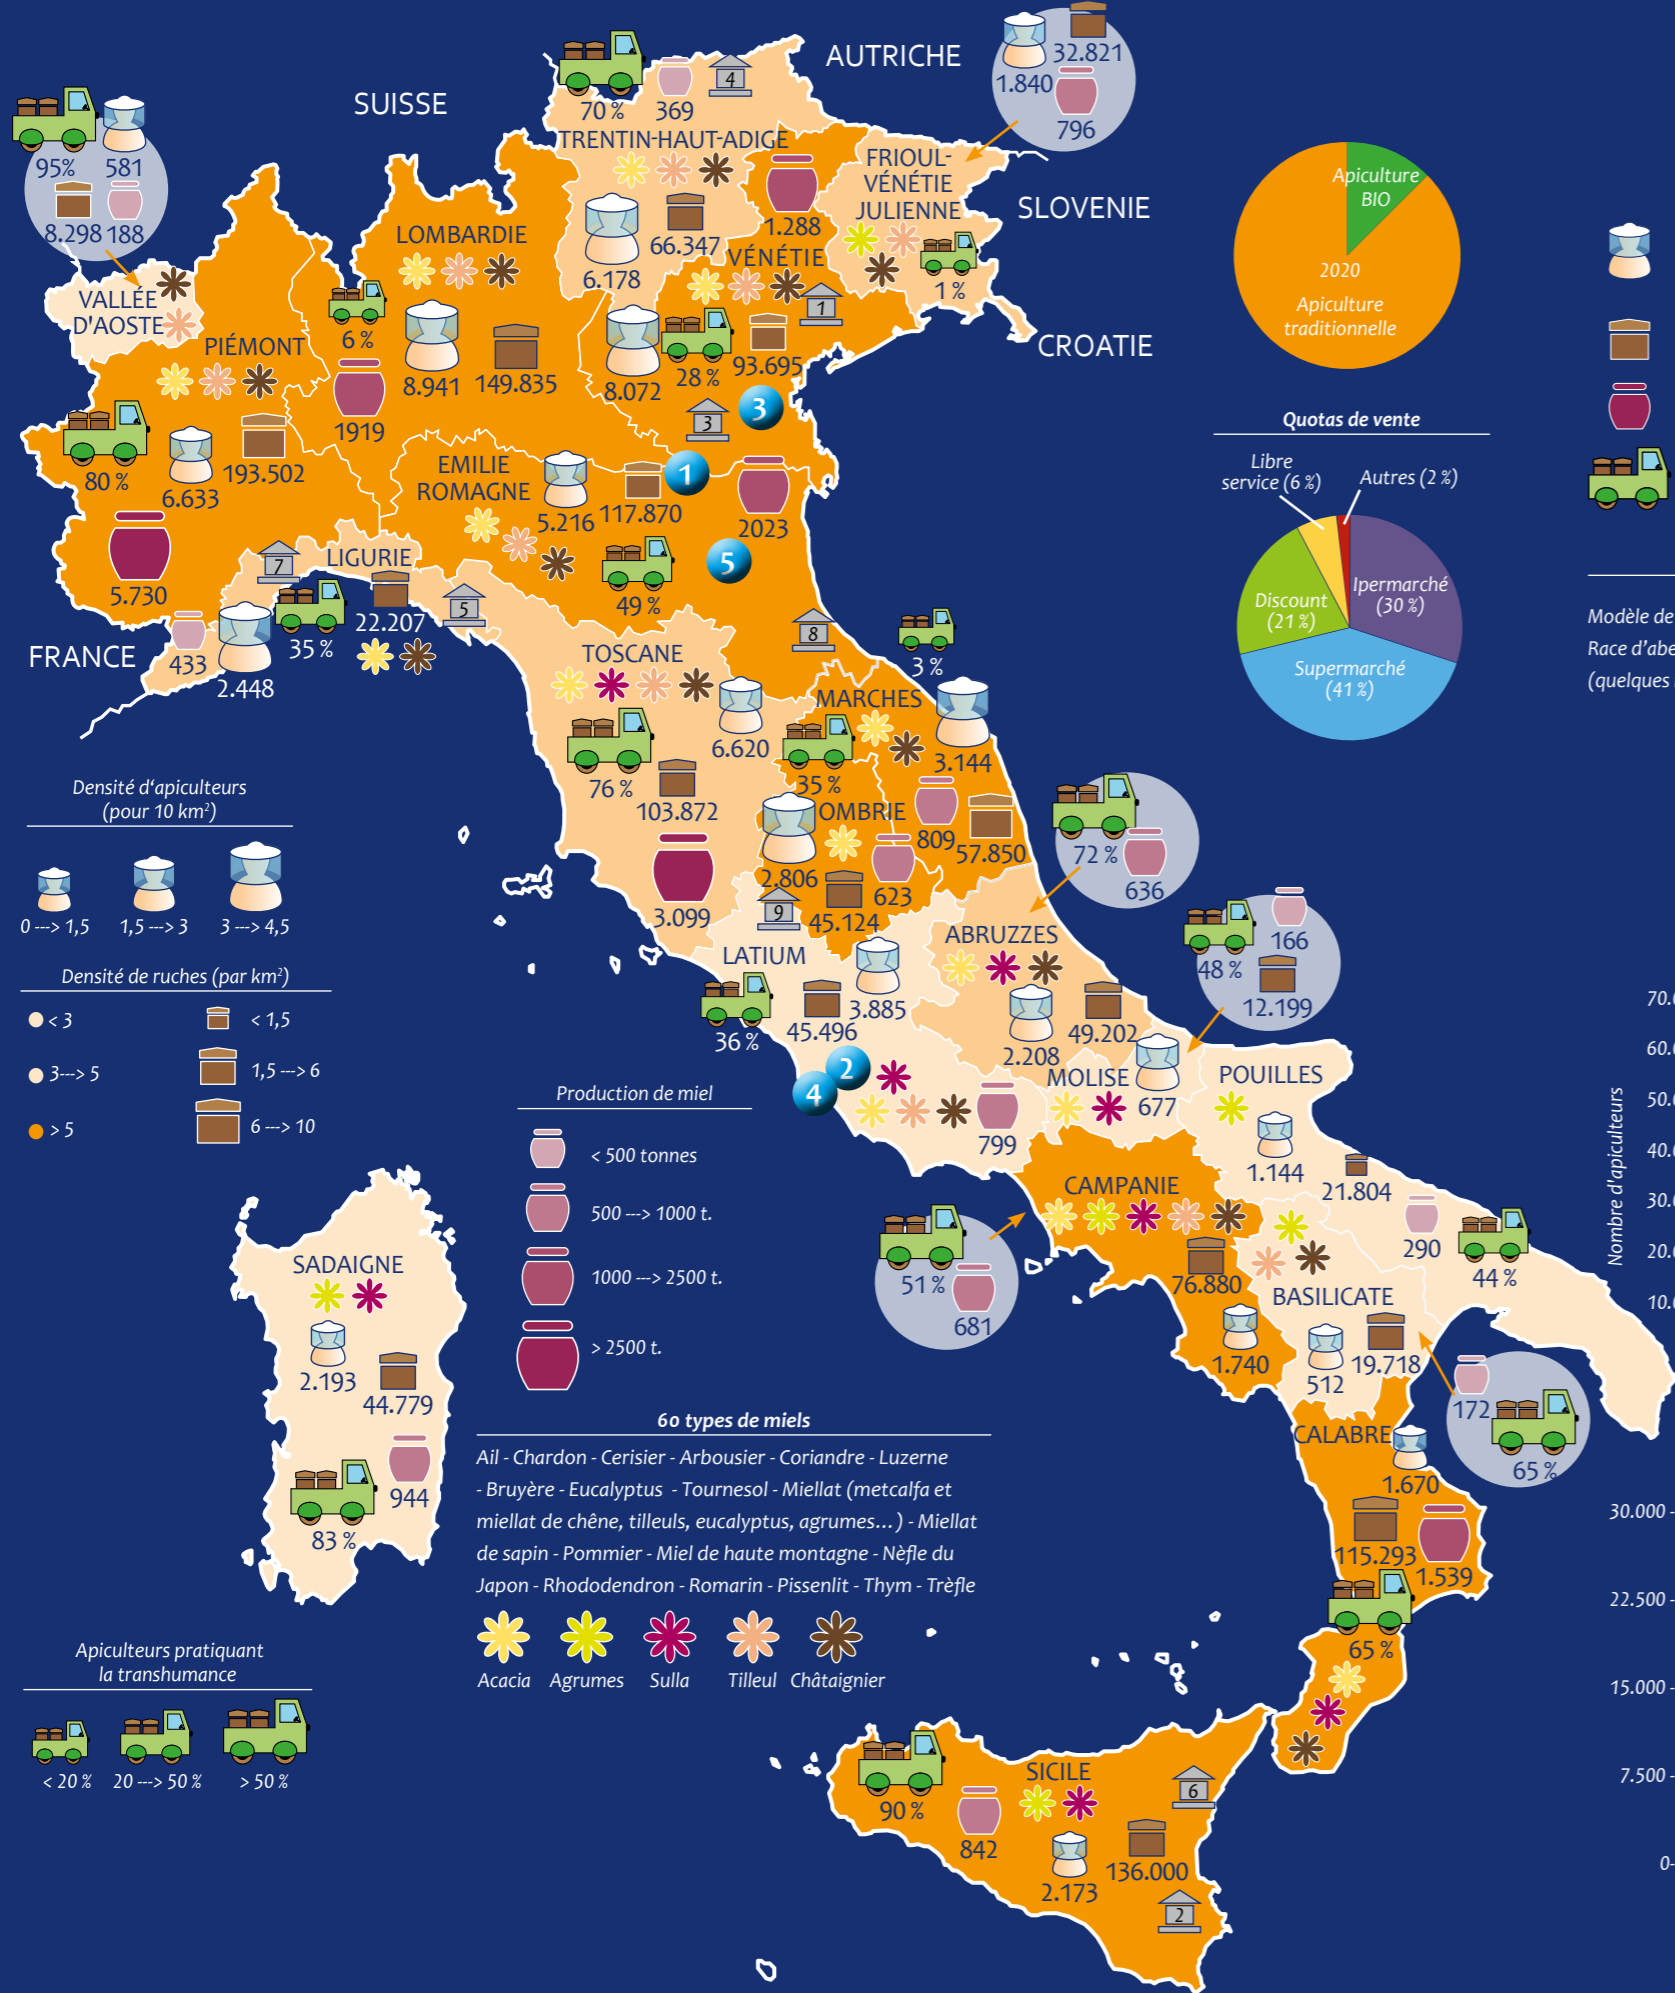 AUTRICHE
SUISSE
SLOVENIE
CROATIE
FRANCE
32.821
1.840
796
70 %
369
4
TRENTIN-HAUT-ADIGE
6.178
66.347
95%
581
8.298
188
VALLÉE
D'AOSTE
LOMBARDIE
6 %
8.941
149.835
1919
1.288
VÉNÉTIE
1
8.072
28 %
93.695
3
3
FRIOUL-
VÉNÉTIE
JULIENNE
1 %
PIÉMONT
80 %
6.633
193.502
5.730
EMILIE
ROMAGNE
5.216
117.870
1
2023
49 %
5
8
7
LIGURIE
433
2.448
35 %
22.207
5
TOSCANE
6.620
76 %
103.872
3.099
3 %
MARCHES
3.144
809
57.850
35 %
OMBRIE
2.806
623
45.124
9
LATIUM
36 %
45.496
3.885
2
4
799
72 %
636
ABRUZZES
2.208
49.202
166
48 %
12.199
MOLISE
677
POUILLES
1.144
21.804
290
44 %
CAMPANIE
76.880
1.740
51 %
681
BASILICATE
512
19.718
172
65 %
CALABRE
1.670
115.293
1.539
65 %
SICILE
90 %
842
2.173
136.000
6
2
SADAIGNE
2.193
44.779
944
83 %
Apiculture
BIO
2020
Apiculture
traditionnelle
Quotas de vente
Libre
service (6 %)
Autres (2 %)
Ipermarché
(30 %)
Discount
(21 %)
Supermarché
(41 %)
Modèle de
Race d'abe
(quelques
Densité d'apiculteurs
(pour 10 km²)
0 ---> 1,5
1,5 ---> 3
3 ---> 4,5
Densité de ruches (par km²)
< 3
< 1,5
3---> 5
1,5 ---> 6
> 5
6 ---> 10
Production de miel
< 500 tonnes
500 ---> 1000 t.
1000 ---> 2500 t.
> 2500 t.
60 types de miels
Ail - Chardon - Cerisier - Arbousier - Coriandre - Luzerne
- Bruyère - Eucalyptus - Tournesol - Miellat (metcalfa et
miellat de chêne, tilleuls, eucalyptus, agrumes...) - Miellat
de sapin - Pommier - Miel de haute montagne - Nèfle du
Japon - Rhododendron - Romarin - Pissenlit - Thym - Trèfle
Acacia
Agrumes
Sulla
Tilleul
Châtaignier
Apiculteurs pratiquant
la transhumance
< 20 %
20 ---> 50 %
> 50 %
Nombre d'apiculteurs
30.000 -
22.500 -
15.000 -
7.500 -
0-